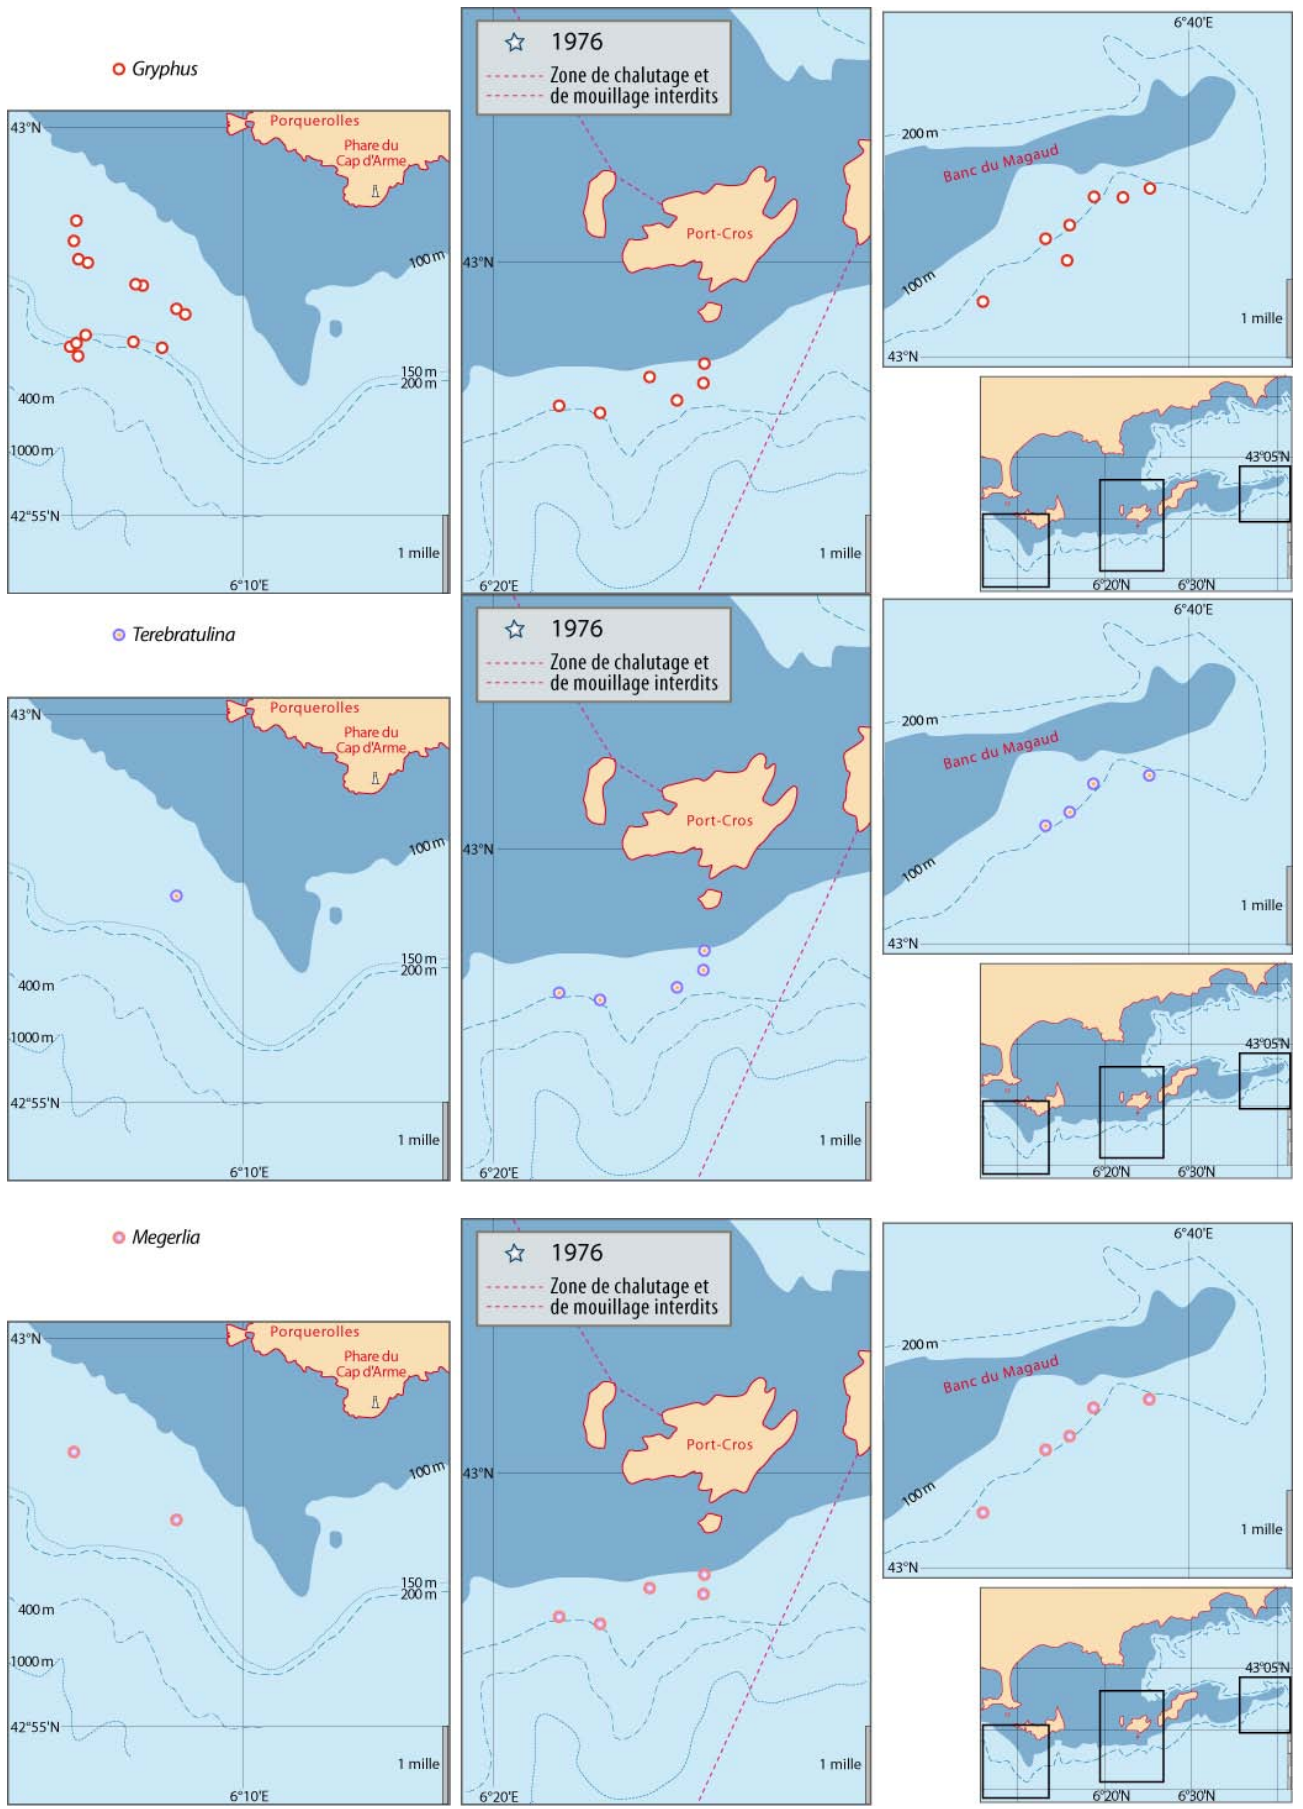 Gryphus
43°N
Porquerolles
Phare du
Cap d'Arme
100 m
150 m
200 m
400 m
1000 m
42°55'N
1 mille
6°10'E
1976
Zone de chalutage et
de mouillage interdits
Port-Cros
43°N
1 mille
6°20'E
6°40'E
200 m
Banc du Magaud
100 m
1 mille
43°N
43°05'N
6°20'N
6°30'N
Terebratulina
43°N
Porquerolles
Phare du
Cap d'Arme
100 m
150 m
200 m
400 m
1000 m
42°55'N
1 mille
6°10'E
1976
Zone de chalutage et
de mouillage interdits
Port-Cros
43°N
1 mille
6°20'E
6°40'E
200 m
Banc du Magaud
100 m
1 mille
43°N
43°05'N
6°20'N
6°30'N
Megerlia
43°N
Porquerolles
Phare du
Cap d'Arme
100 m
150 m
200 m
400 m
1000 m
42°55'N
1 mille
6°10'E
1976
Zone de chalutage et
de mouillage interdits
Port-Cros
43°N
1 mille
6°20'E
6°40'E
200 m
Banc du Magaud
100 m
1 mille
43°N
43°05'N
6°20'N
6°30'N